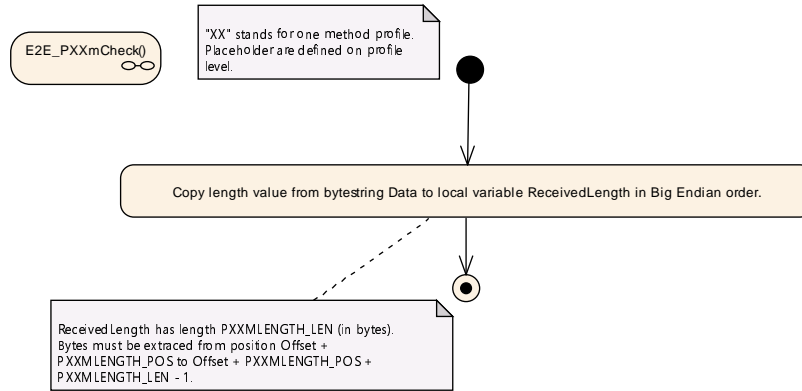 E2E_PXXmCheck()
"XX" stands for one method profile.
Placeholder are defined on profile
level.
Copy length value from bytestring Data to local variable ReceivedLength in Big Endian order.
ReceivedLength has length PXXMLENGTH_LEN (in bytes).
Bytes must be extraced from position Offset +
PXXMLENGTH_POS to Offset + PXXMLENGTH_POS +
PXXMLENGTH_LEN - 1.